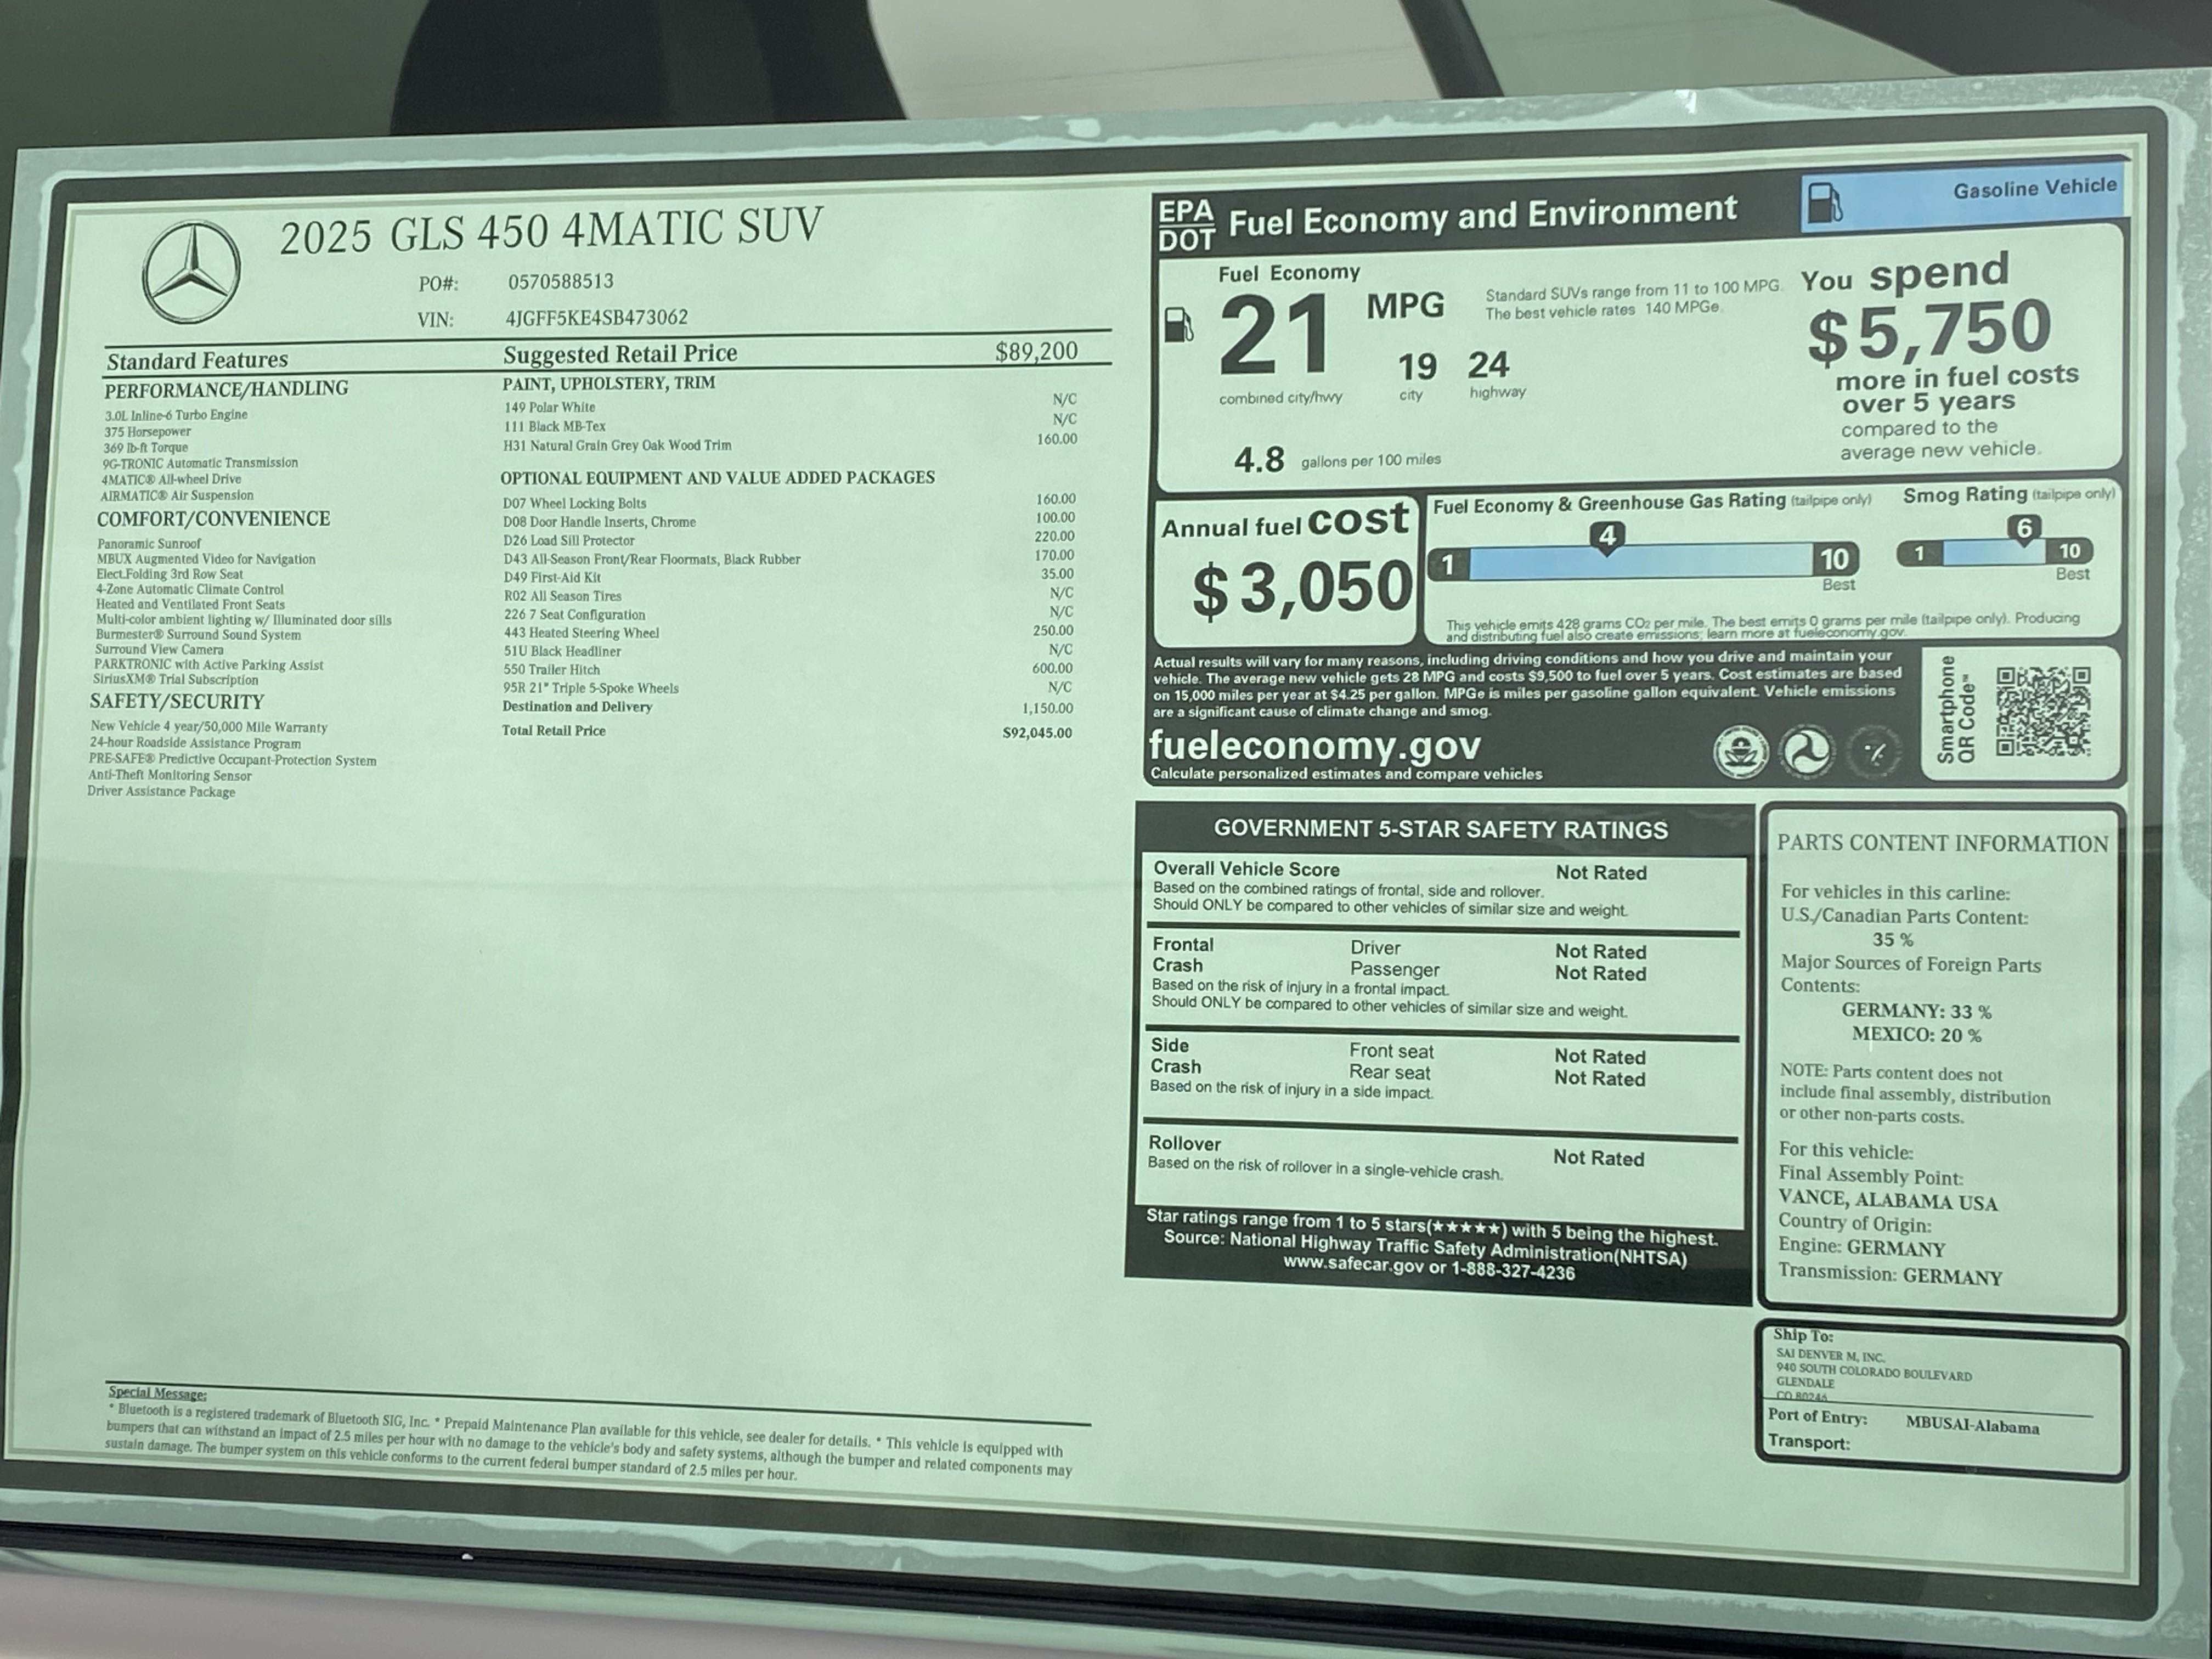 2025 GLS 450 4MATIC SUV
PO#: 0570588513
VIN: 4JGFF5KE4SB473062
Standard Features
PERFORMANCE/HANDLING
3.0L Inline-6 Turbo Engine
375 Horsepower
369 lb-ft Torque
9G-TRONIC Automatic Transmission
4MATIC® All-wheel Drive
AIRMATIC® Air Suspension
COMFORT/CONVENIENCE
Panoramic Sunroof
MBUX Augmented Video for Navigation
Elect.Folding 3rd Row Seat
4-Zone Automatic Climate Control
Heated and Ventilated Front Seats
Multi-color ambient lighting w/ Illuminated door sills
Burmester® Surround Sound System
Surround View Camera
PARKTRONIC with Active Parking Assist
SiriusXM® Trial Subscription
SAFETY/SECURITY
New Vehicle 4 year/50,000 Mile Warranty
24-hour Roadside Assistance Program
PRE-SAFE® Predictive Occupant-Protection System
Anti-Theft Monitoring Sensor
Driver Assistance Package
Suggested Retail Price $89,200
PAINT, UPHOLSTERY, TRIM
149 Polar White N/C
111 Black MB-Tex N/C
H31 Natural Grain Grey Oak Wood Trim 160.00
OPTIONAL EQUIPMENT AND VALUE ADDED PACKAGES
D07 Wheel Locking Bolts 160.00
D08 Door Handle Inserts, Chrome 100.00
D26 Load Sill Protector 220.00
D43 All-Season Front/Rear Floormats, Black Rubber 170.00
D49 First-Aid Kit 35.00
R02 All Season Tires N/C
226 7 Seat Configuration N/C
443 Heated Steering Wheel 250.00
51U Black Headliner N/C
550 Trailer Hitch 600.00
95R 21" Triple 5-Spoke Wheels N/C
Destination and Delivery 1,150.00
Total Retail Price $92,045.00
Special Message:
* Bluetooth is a registered trademark of Bluetooth SIG, Inc. * Prepaid Maintenance Plan available for this vehicle, see dealer for details. * This vehicle is equipped with
bumpers that can withstand an impact of 2.5 miles per hour with no damage to the vehicle's body and safety systems, although the bumper and related components may
sustain damage. The bumper system on this vehicle conforms to the current federal bumper standard of 2.5 miles per hour.
EPA
DOT
Fuel Economy and Environment
Gasoline Vehicle
Fuel Economy
21 MPG
combined city/hwy
19 city
24 highway
Standard SUVs range from 11 to 100 MPG.
The best vehicle rates 140 MPGe.
4.8 gallons per 100 miles
You spend
$5,750
more in fuel costs
over 5 years
compared to the
average new vehicle.
Annual fuel cost
$3,050
Fuel Economy & Greenhouse Gas Rating (tailpipe only)
4
1
10
Best
Smog Rating (tailpipe only)
6
1
10
Best
This vehicle emits 428 grams CO2 per mile. The best emits 0 grams per mile (tailpipe only). Producing
and distributing fuel also create emissions; learn more at fueleconomy.gov.
Actual results will vary for many reasons, including driving conditions and how you drive and maintain your
vehicle. The average new vehicle gets 28 MPG and costs $9,500 to fuel over 5 years. Cost estimates are based
on 15,000 miles per year at $4.25 per gallon. MPGe is miles per gasoline gallon equivalent. Vehicle emissions
are a significant cause of climate change and smog.
fueleconomy.gov
Calculate personalized estimates and compare vehicles
Smartphone
QR Code™
GOVERNMENT 5-STAR SAFETY RATINGS
Overall Vehicle Score Not Rated
Based on the combined ratings of frontal, side and rollover.
Should ONLY be compared to other vehicles of similar size and weight.
Frontal Driver Not Rated
Crash Passenger Not Rated
Based on the risk of injury in a frontal impact.
Should ONLY be compared to other vehicles of similar size and weight.
Side Front seat Not Rated
Crash Rear seat Not Rated
Based on the risk of injury in a side impact.
Rollover Not Rated
Based on the risk of rollover in a single-vehicle crash.
Star ratings range from 1 to 5 stars(★★★★★) with 5 being the highest.
Source: National Highway Traffic Safety Administration(NHTSA)
www.safecar.gov or 1-888-327-4236
PARTS CONTENT INFORMATION
For vehicles in this carline:
U.S./Canadian Parts Content:
35 %
Major Sources of Foreign Parts
Contents:
GERMANY: 33 %
MEXICO: 20 %
NOTE: Parts content does not
include final assembly, distribution
or other non-parts costs.
For this vehicle:
Final Assembly Point:
VANCE, ALABAMA USA
Country of Origin:
Engine: GERMANY
Transmission: GERMANY
Ship To:
SAI DENVER M, INC.
940 SOUTH COLORADO BOULEVARD
GLENDALE
CO 80246
Port of Entry: MBUSAI-Alabama
Transport: